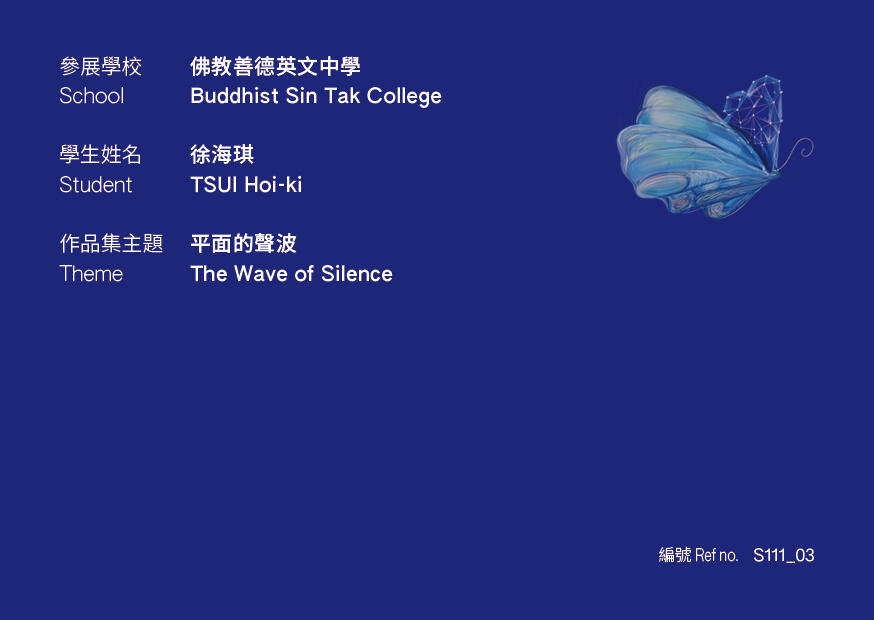 參展學校 佛教善德英文中學
School Buddhist Sin Tak College
學生姓名 徐海琪
Student TSUI Hoi-ki
作品集主題 平面的聲波
Theme The Wave of Silence
編號 Ref no. S111_03